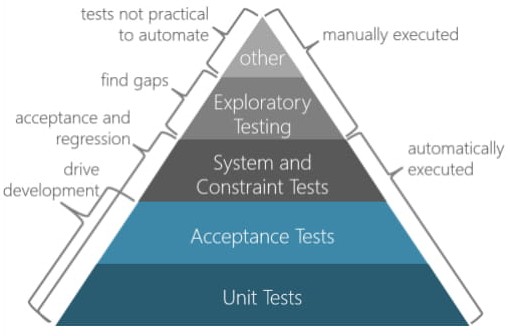 tests not practical
to automate
manually executed
other
find gaps
Exploratory
Testing
acceptance and
regression
automatically
executed
System and
Constraint Tests
drive
development
Acceptance Tests
Unit Tests